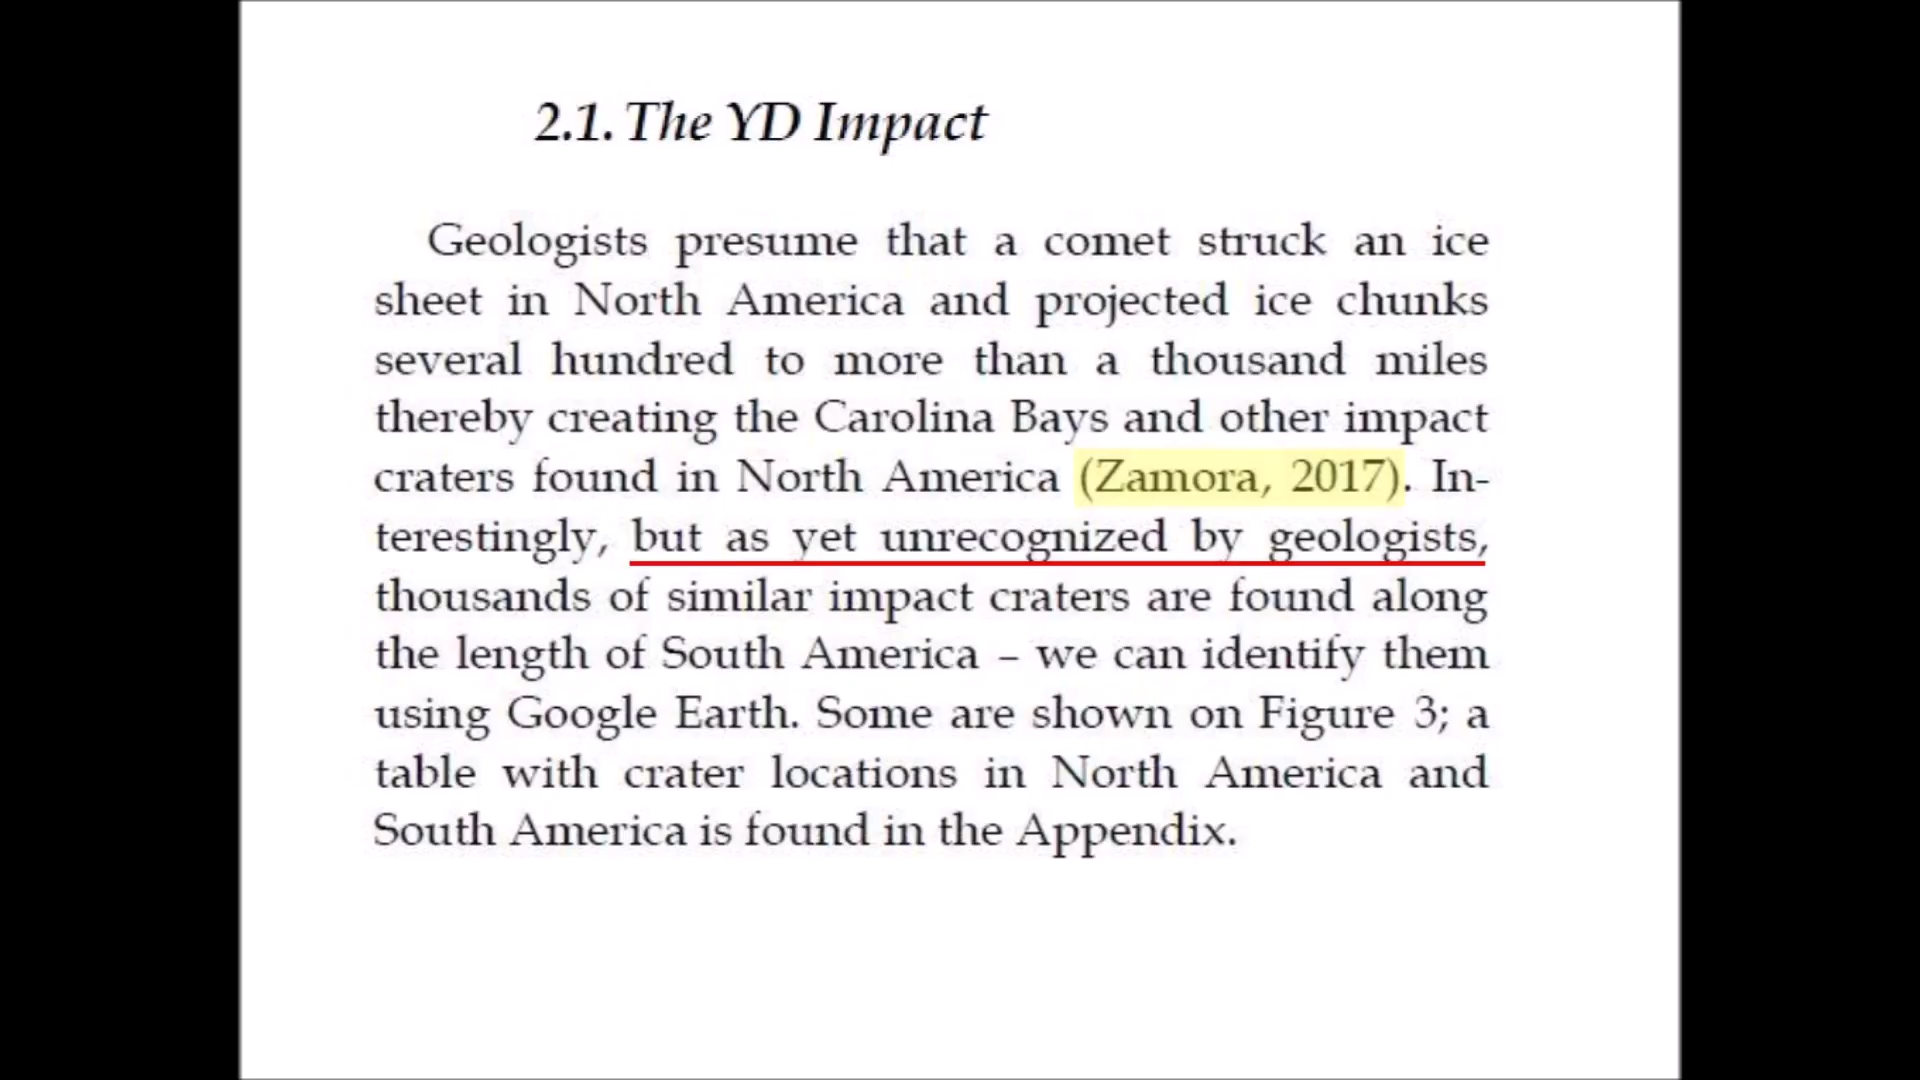 2.1. The YD Impact
Geologists presume that a comet struck an ice
sheet in North America and projected ice chunks
several hundred to more than a thousand miles
thereby creating the Carolina Bays and other impact
craters found in North America (Zamora, 2017). In-
terestingly, but as yet unrecognized by geologists,
thousands of similar impact craters are found along
the length of South America – we can identify them
using Google Earth. Some are shown on Figure 3; a
table with crater locations in North America and
South America is found in the Appendix.